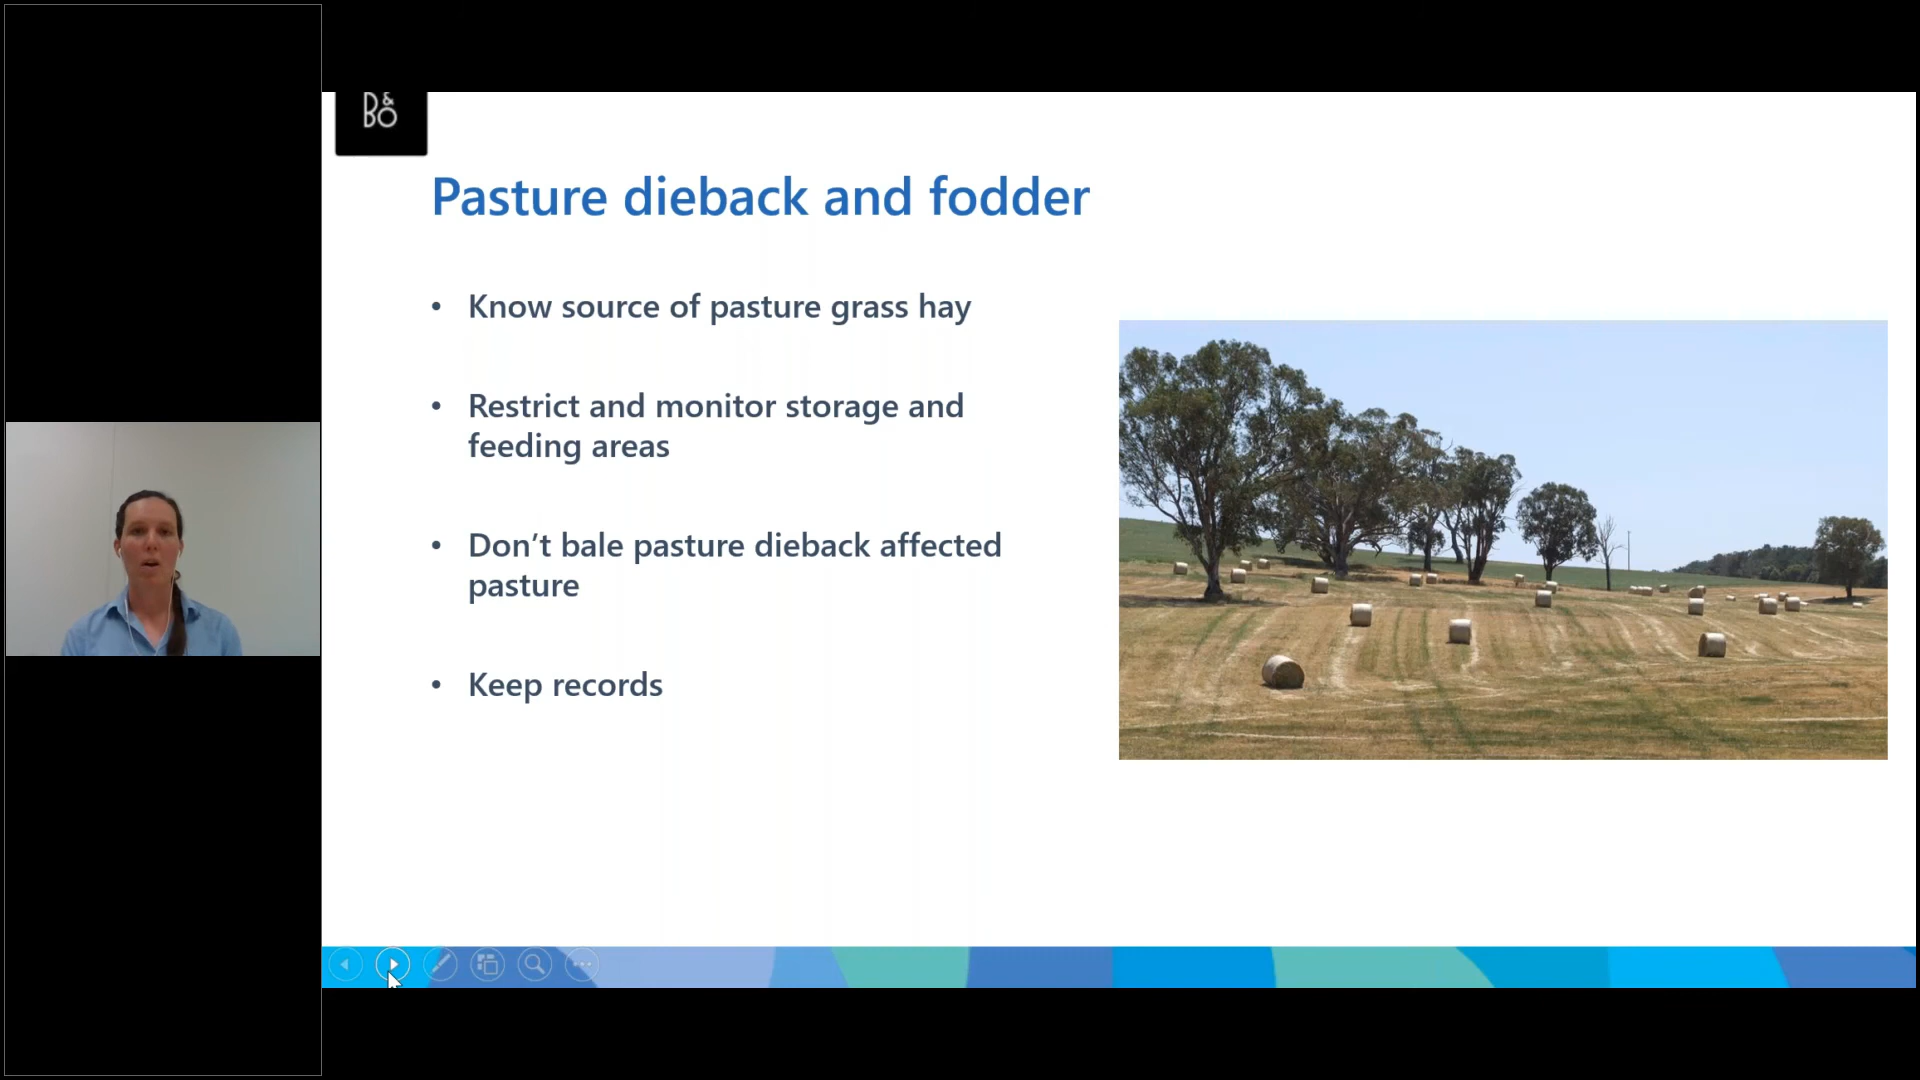 B&
BO
Pasture dieback and fodder
• Know source of pasture grass hay
• Restrict and monitor storage and
feeding areas
• Don’t bale pasture dieback affected
pasture
• Keep records